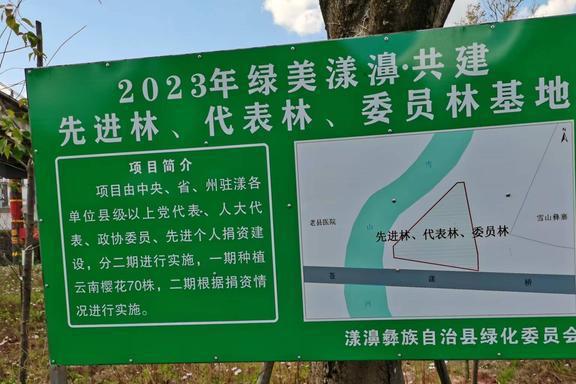 2023年绿美漾濞·共建
先进林、代表林、委员林基地
项目简介
项目由中央、省、州驻漾各
单位县级以上党代表、人大代
表、政协委员、先进个人捐资建
设，分二期进行实施，一期种植
云南樱花70株，二期根据捐资情
况进行实施。
雪
山
河
老县医院
雪山彝寨
先进林、代表林、委员林
苍漾桥
漾濞彝族自治县绿化委员会